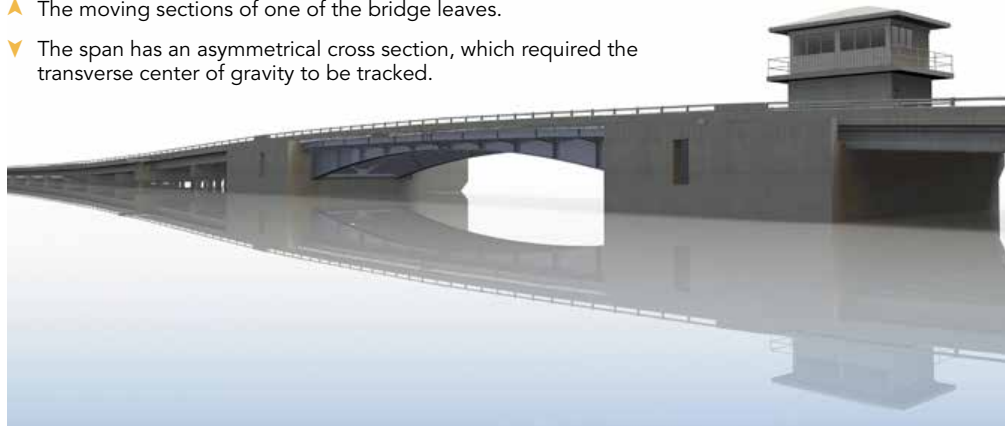 The moving sections of one of the bridge leaves.
The span has an asymmetrical cross section, which required the
transverse center of gravity to be tracked.